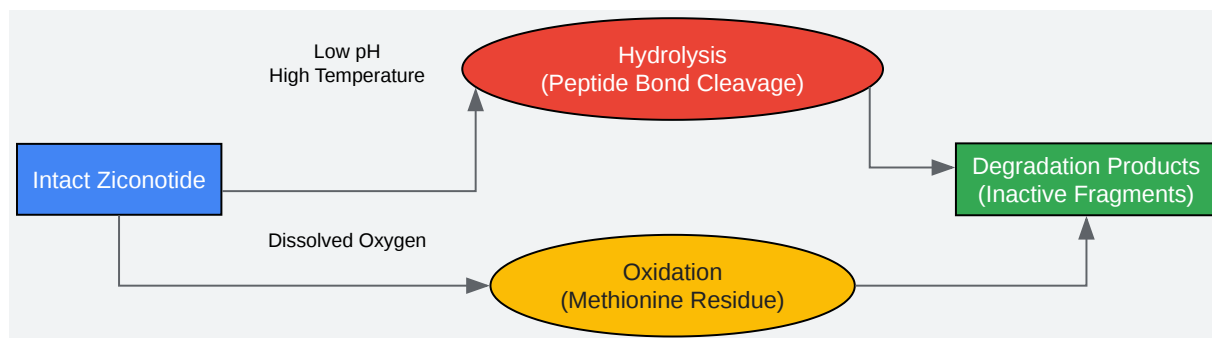 Low pH
High Temperature
Hydrolysis
(Peptide Bond Cleavage)
Intact Ziconotide
Degradation Products
(Inactive Fragments)
Dissolved Oxygen
Oxidation
(Methionine Residue)